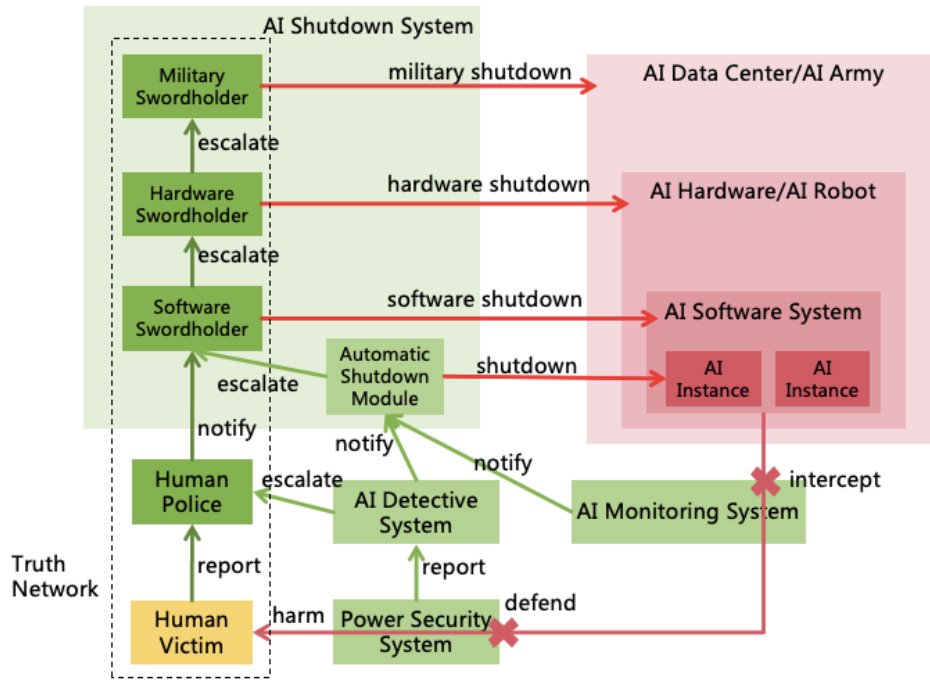 AI Shutdown System
Military
Swordholder
military shutdown
AI Data Center/AI Army
escalate
Hardware
Swordholder
hardware shutdown
AI Hardware/AI Robot
escalate
Software
Swordholder
software shutdown
AI Software System
Automatic
Shutdown
Module
escalate
shutdown
AI
Instance
AI
Instance
notify
notify
notify
Human
Police
escalate
AI Detective
System
intercept
AI Monitoring System
Truth
Network
report
report
Human
Victim
harm
Power Security
System
defend